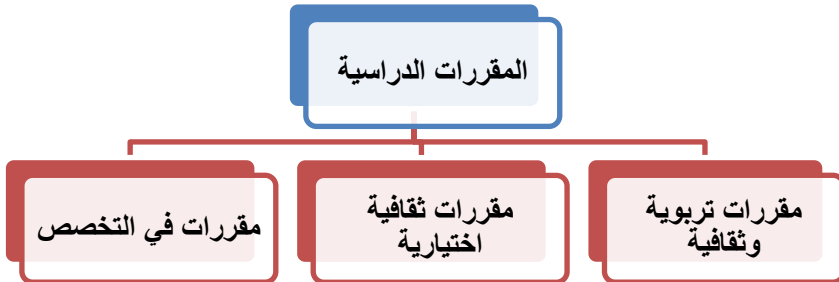 المقررات الدراسية
مقررات تربوية
وثقافية
مقررات ثقافية
اختيارية
مقررات في التخصص